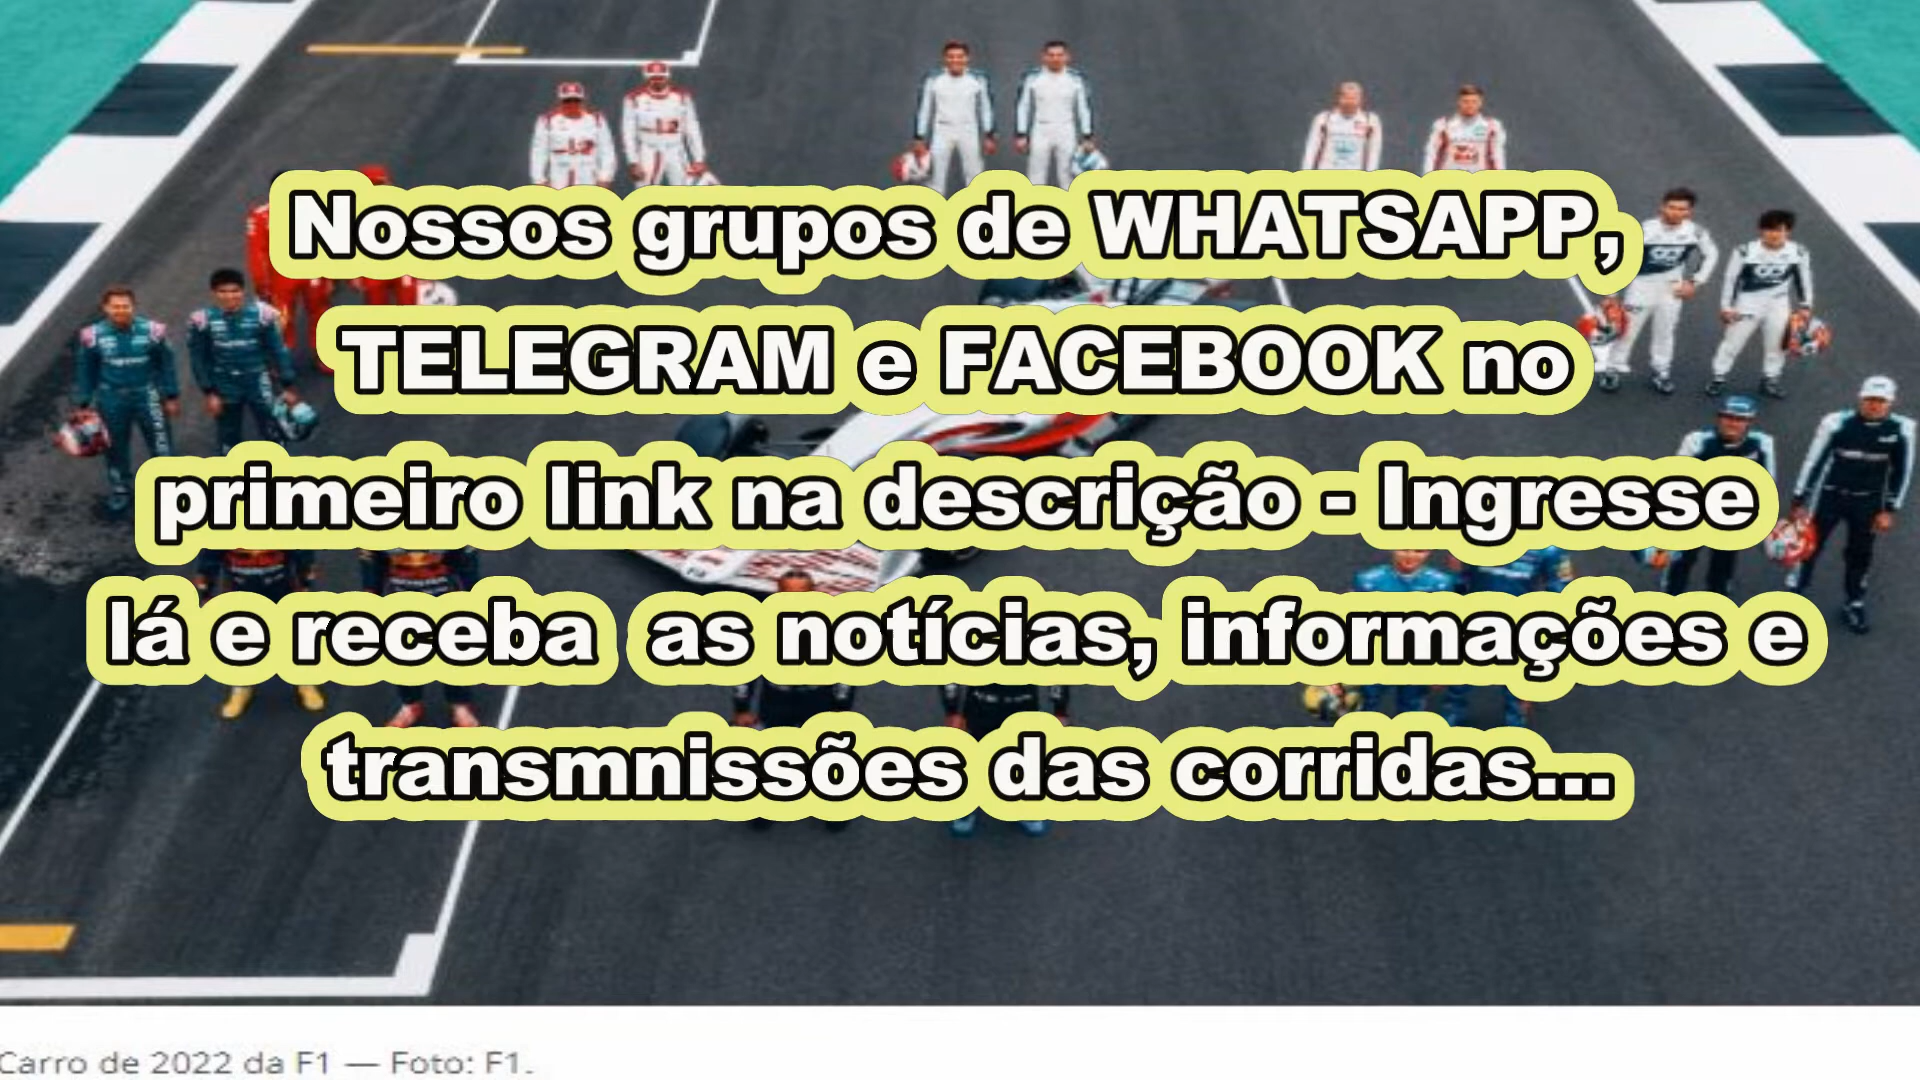 Nossos grupos de WHATSAPP,
TELEGRAM e FACEBOOK no
primeiro link na descrição - Ingresse
lá e receba as notícias, informações e
transmnissões das corridas...
Carro de 2022 da F1 — Foto: F1.